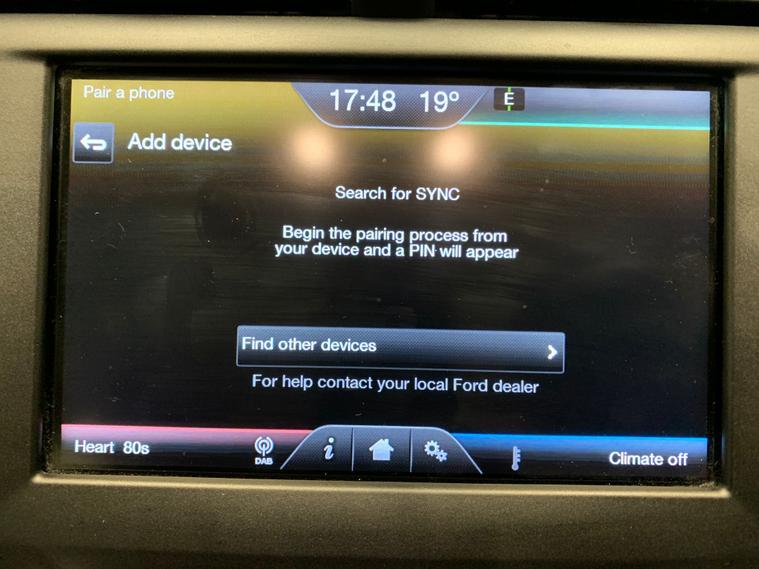 Pair a phone
17:48 19°
E
Add device
Search for SYNC
Begin the pairing process from
your device and a PIN will appear
Find other devices
For help contact your local Ford dealer
Heart 80s
DAB
i
Climate off